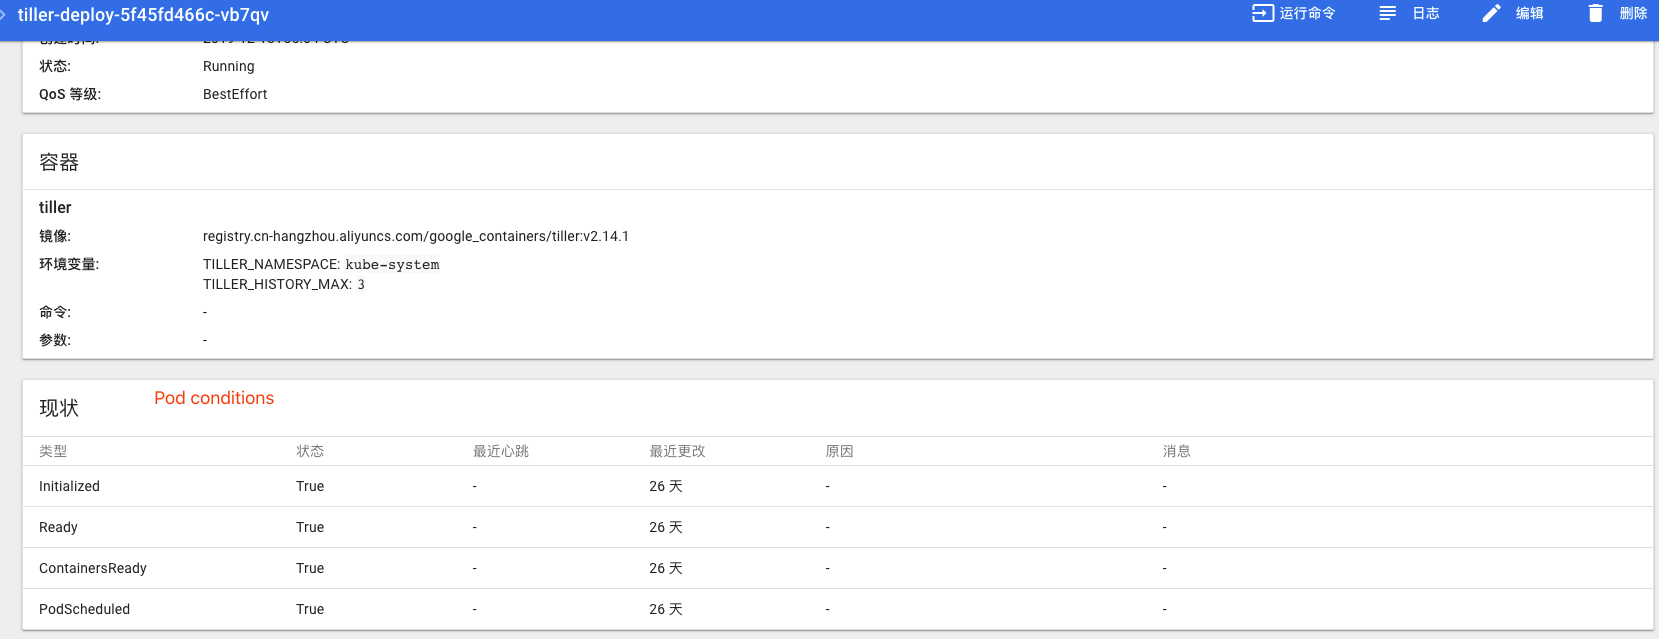 tiller-deploy-5f45fd466c-vb7qv 运行命令 日志 编辑 删除
状态: Running
QoS 等级: BestEffort
容器
tiller
镜像: registry.cn-hangzhou.aliyuncs.com/google_containers/tiller:v2.14.1
环境变量: TILLER_NAMESPACE: kube-system
TILLER_HISTORY_MAX: 3
命令: -
参数: -
现状 Pod conditions
类型 状态 最近心跳 最近更改 原因 消息
Initialized True - 26 天 - -
Ready True - 26 天 - -
ContainersReady True - 26 天 - -
PodScheduled True - 26 天 - -